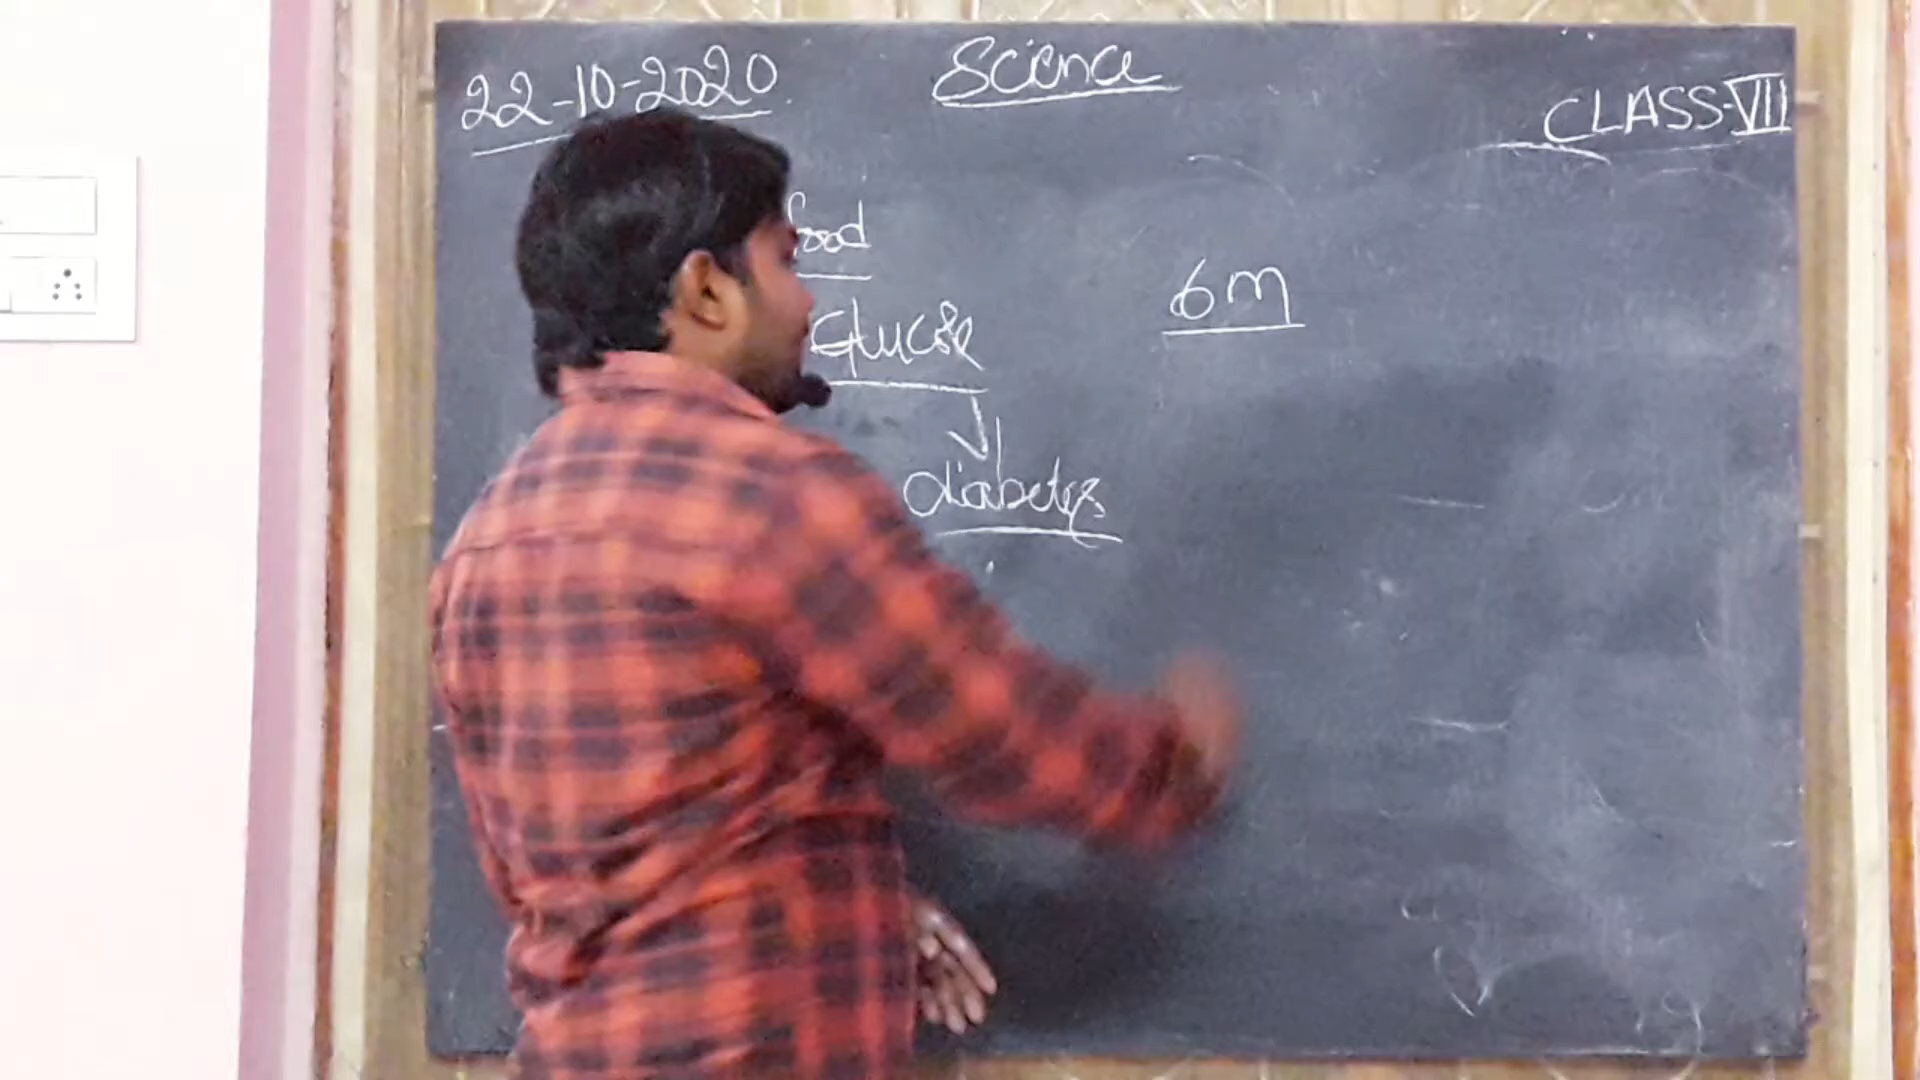 22-10-2020
Science
CLASS-VII
food
6m
Glucose
diabetes